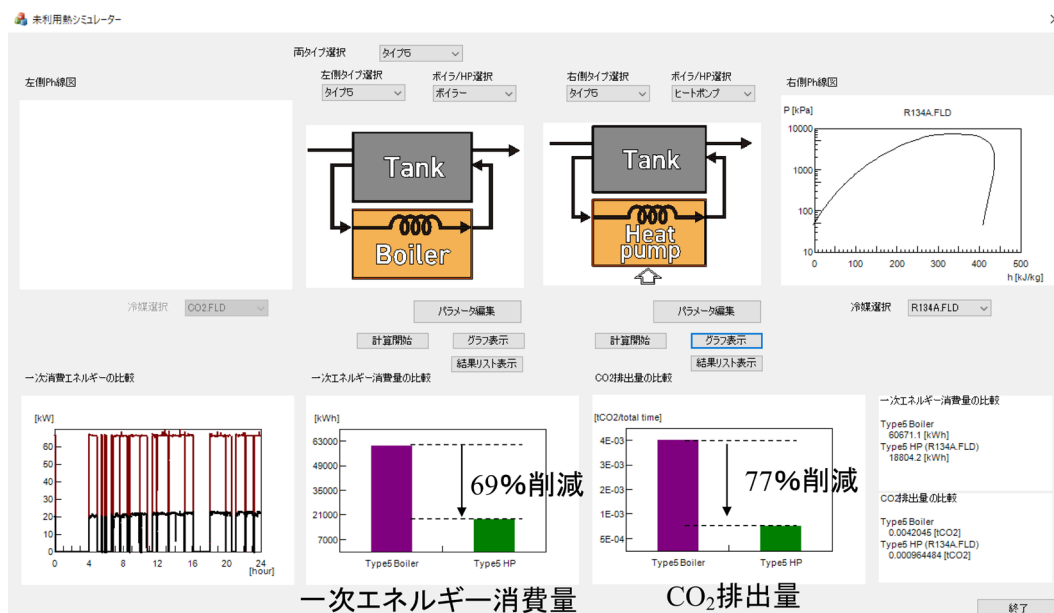 未利用熱シミュレーター
両タイプ選択 タイプ5
左側Ph線図
左側タイプ選択 ボイラ/HP選択
タイプ5 ボイラー
右側タイプ選択 ボイラ/HP選択
タイプ5 ヒートポンプ
右側Ph線図
Tank
Boiler
Tank
Heat
pump
P [kPa]
R134A.FLD
10000
1000
100
10
0 100 200 300 400 500
h [kJ/kg]
冷媒選択 CO2.FLD
パラメータ編集
計算開始 グラフ表示
結果リスト表示
パラメータ編集
計算開始 グラフ表示
結果リスト表示
冷媒選択 R134A.FLD
一次消費エネルギーの比較
[kW]
60
50
40
30
20
10
0
0 4 8 12 16 20 24
[hour]
一次エネルギー消費量の比較
[kWh]
63000
49000
35000
21000
7000
69%削減
Type5 Boiler Type5 HP
一次エネルギー消費量
CO2排出量の比較
[tCO2/total time]
4E-03
3E-03
2E-03
1E-03
5E-04
77%削減
Type5 Boiler Type5 HP
CO₂排出量
一次エネルギー消費量の比較
Type5 Boiler
60671.1 [kWh]
Type5 HP (R134A.FLD)
18804.2 [kWh]
CO2排出量の比較
Type5 Boiler
0.0042045 [tCO2]
Type5 HP (R134A.FLD)
0.000964484 [tCO2]
終了